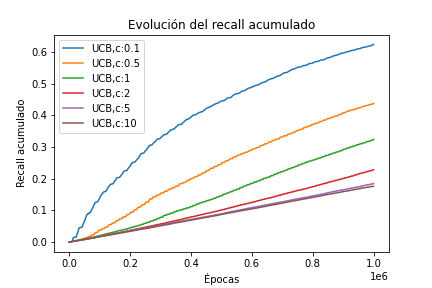 Evolución del recall acumulado
UCB,c:0.1
UCB,c:0.5
UCB,c:1
UCB,c:2
UCB,c:5
UCB,c:10
Recall acumulado
0.6
0.5
0.4
0.3
0.2
0.1
0.0
0.0 0.2 0.4 0.6 0.8 1.0
1e6
Épocas